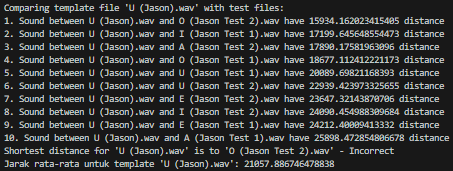 Comparing template file 'U (Jason).wav' with test files:
1. Sound between U (Jason).wav and O (Jason Test 2).wav have 15934.162023415405 distance
2. Sound between U (Jason).wav and I (Jason Test 1).wav have 17199.645648554473 distance
3. Sound between U (Jason).wav and A (Jason Test 2).wav have 17890.17581963096 distance
4. Sound between U (Jason).wav and O (Jason Test 1).wav have 18677.112412221173 distance
5. Sound between U (Jason).wav and U (Jason Test 1).wav have 20089.69821168393 distance
6. Sound between U (Jason).wav and U (Jason Test 2).wav have 22939.423973325655 distance
7. Sound between U (Jason).wav and E (Jason Test 2).wav have 23647.32143870706 distance
8. Sound between U (Jason).wav and I (Jason Test 2).wav have 24090.454988309684 distance
9. Sound between U (Jason).wav and E (Jason Test 1).wav have 24212.40009413332 distance
10. Sound between U (Jason).wav and A (Jason Test 1).wav have 25898.472854806678 distance
Shortest distance for 'U (Jason).wav' is to 'O (Jason Test 2).wav' - Incorrect
Jarak rata-rata untuk template 'U (Jason).wav': 21057.886746478838